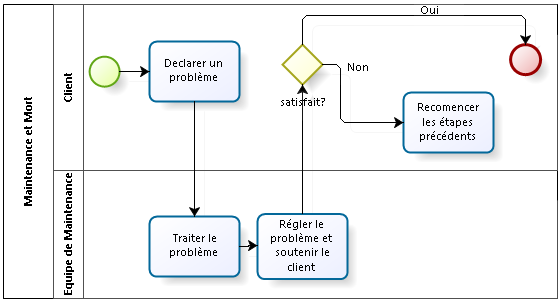 Maintenance et Mort
Client
Declarer un
problème
satisfait?
Oui
Non
Recomencer
les étapes
précédents
Equipe de Maintenance
Traiter le
problème
Régler le
problème et
soutenir le
client